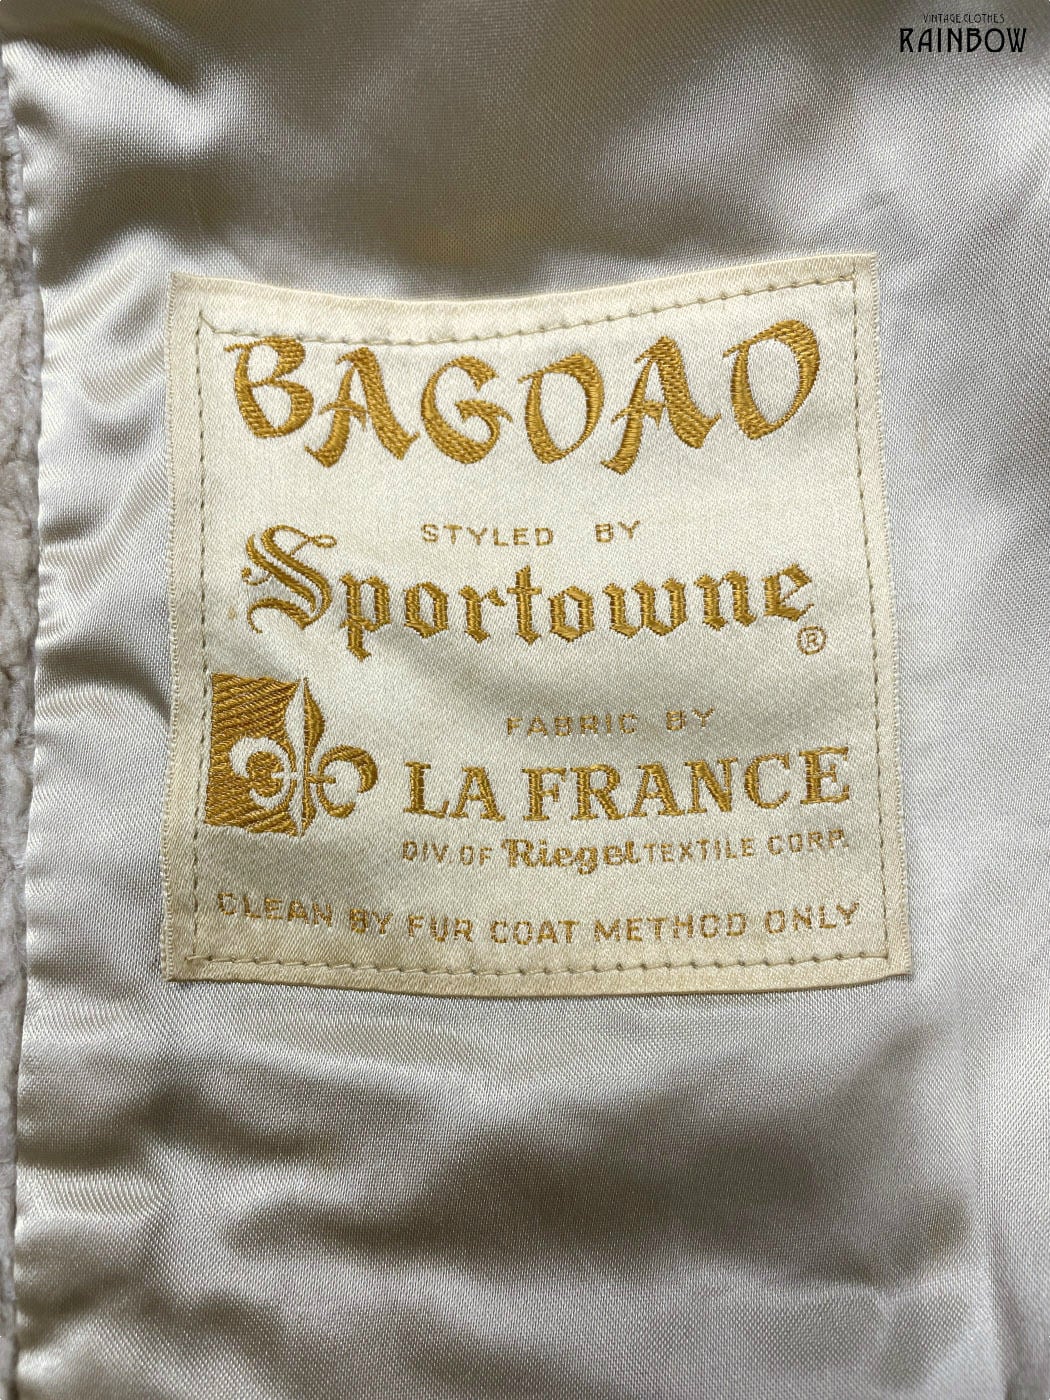 VINTAGE CLOTHES
RAINBOW
BAGDAD
STYLED BY
Sportowne®
FABRIC BY
LA FRANCE
DIV. OF Riegel TEXTILE CORP.
CLEAN BY FUR COAT METHOD ONLY